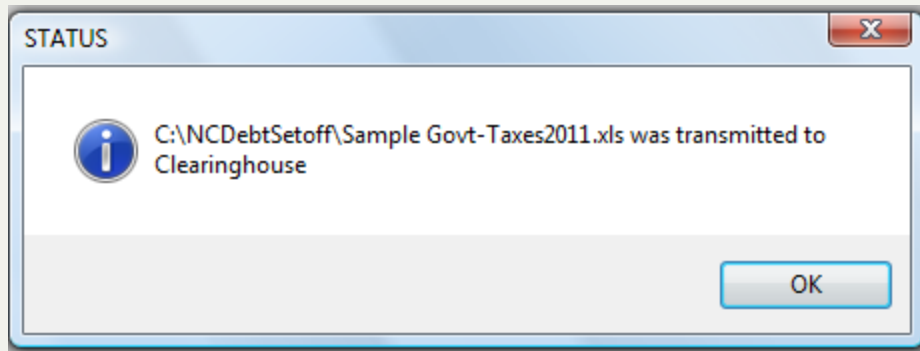 STATUS
C:\NCDebtSetoff\Sample Govt-Taxes2011.xls was transmitted to
Clearinghouse
OK